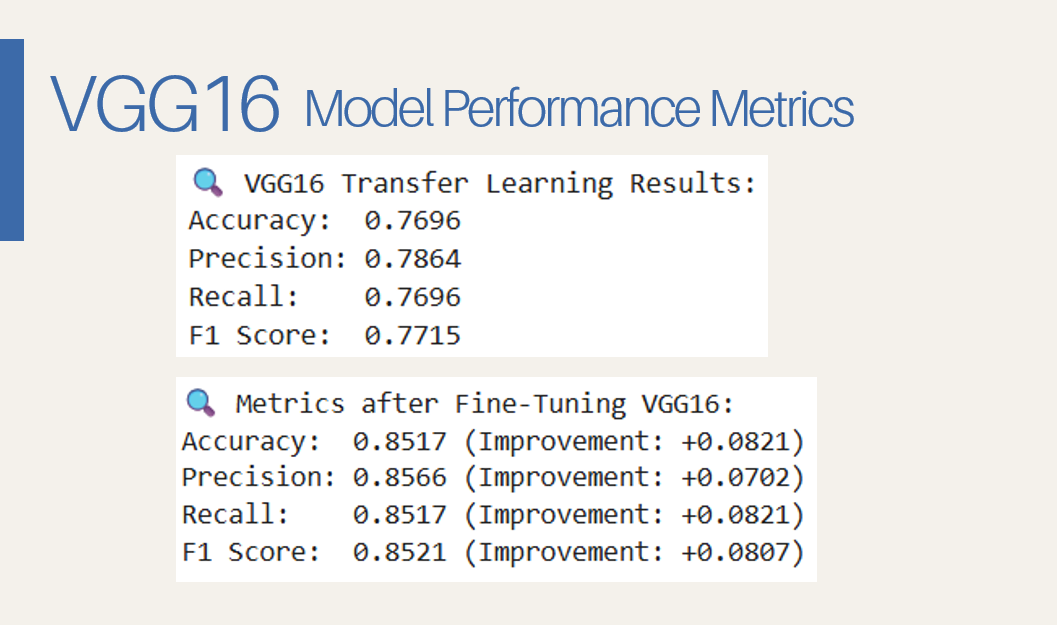 VGG16 Model Performance Metrics
🔍 VGG16 Transfer Learning Results:
Accuracy: 0.7696
Precision: 0.7864
Recall: 0.7696
F1 Score: 0.7715
🔍 Metrics after Fine-Tuning VGG16:
Accuracy: 0.8517 (Improvement: +0.0821)
Precision: 0.8566 (Improvement: +0.0702)
Recall: 0.8517 (Improvement: +0.0821)
F1 Score: 0.8521 (Improvement: +0.0807)